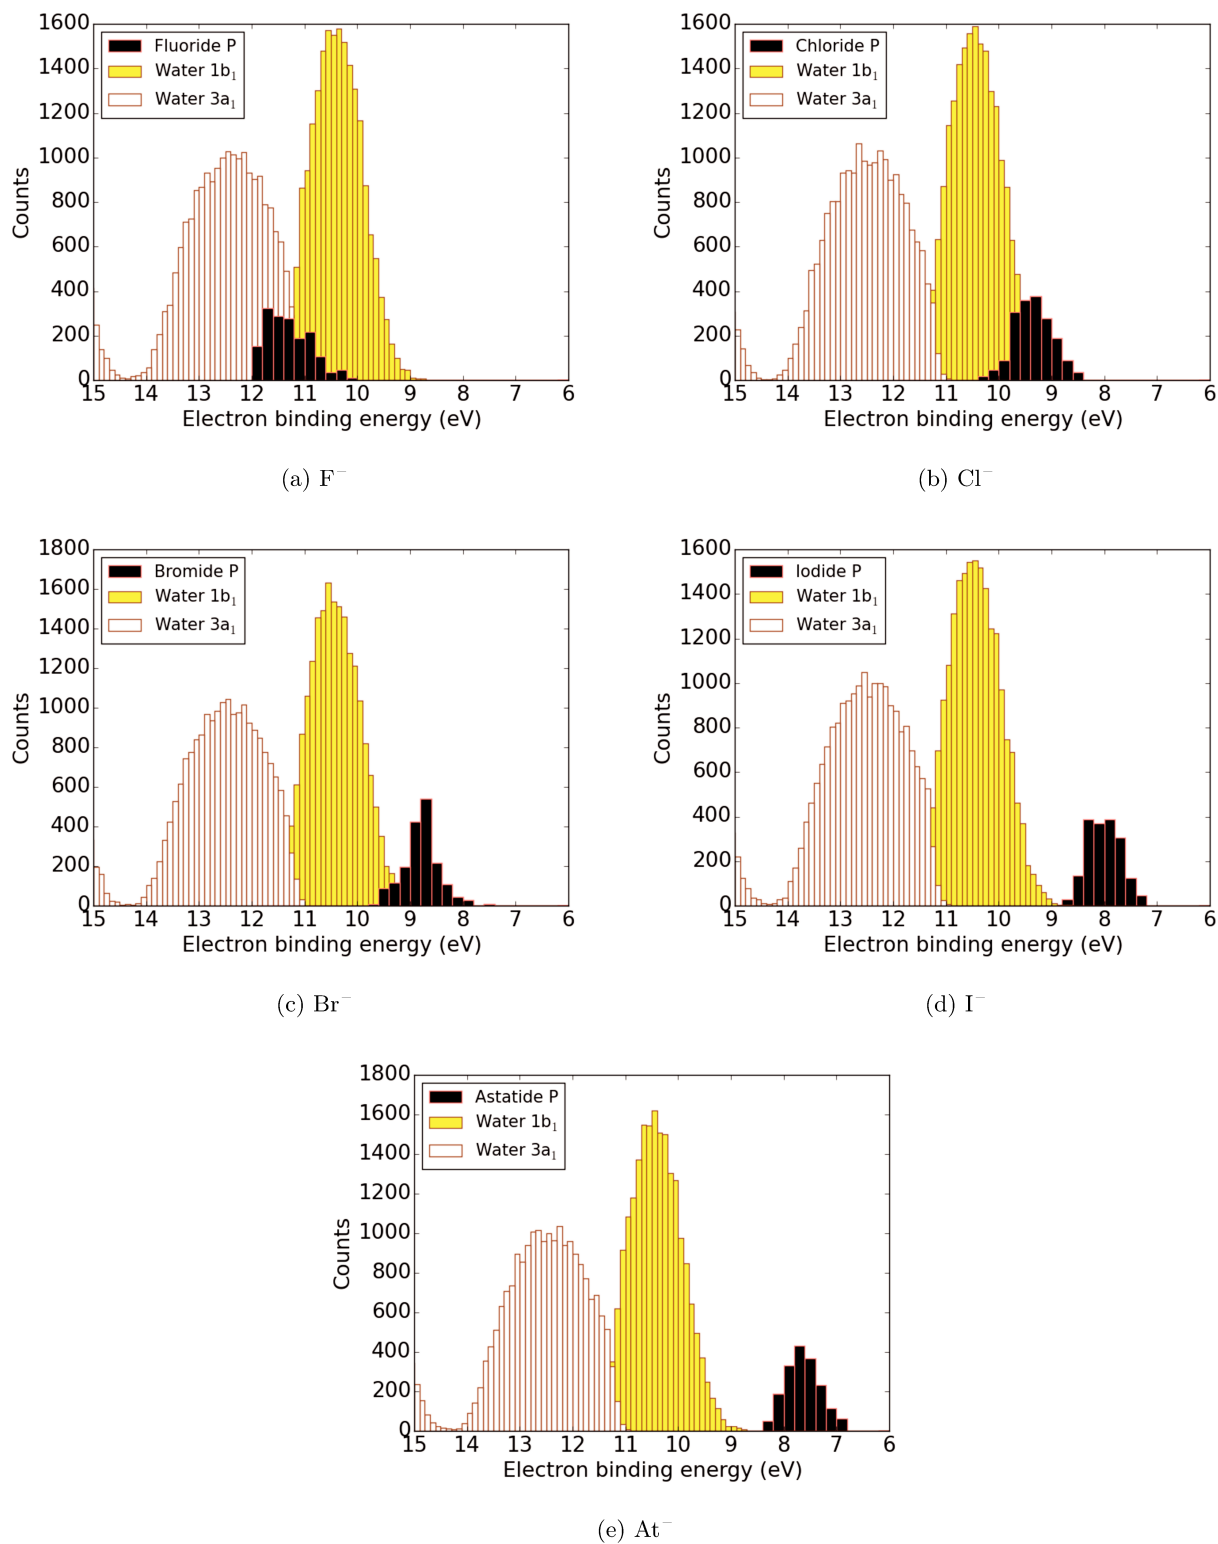 1600
1400
1200
1000
800
600
400
200
0
Counts
Fluoride P
Water 1b₁
Water 3a₁
15 14 13 12 11 10 9 8 7 6
Electron binding energy (eV)
(a) F⁻
1600
1400
1200
1000
800
600
400
200
0
Counts
Chloride P
Water 1b₁
Water 3a₁
15 14 13 12 11 10 9 8 7 6
Electron binding energy (eV)
(b) Cl⁻
1800
1600
1400
1200
1000
800
600
400
200
0
Counts
Bromide P
Water 1b₁
Water 3a₁
15 14 13 12 11 10 9 8 7 6
Electron binding energy (eV)
(c) Br⁻
1600
1400
1200
1000
800
600
400
200
0
Counts
Iodide P
Water 1b₁
Water 3a₁
15 14 13 12 11 10 9 8 7 6
Electron binding energy (eV)
(d) I⁻
1800
1600
1400
1200
1000
800
600
400
200
0
Counts
Astatide P
Water 1b₁
Water 3a₁
15 14 13 12 11 10 9 8 7 6
Electron binding energy (eV)
(e) At⁻